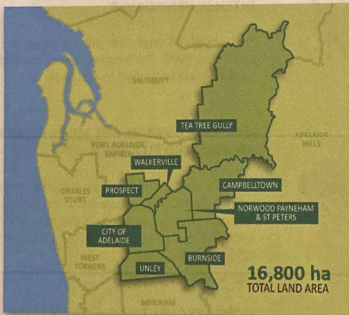 SALISBURY
TEA TREE GULLY
ADELAIDE
HILLS
PORT ADELAIDE
ENFIELD
WALKERVILLE
CAMPBELLTOWN
PROSPECT
CHARLES
STURT
NORWOOD PAYNEHAM
& ST PETERS
CITY OF
ADELAIDE
WEST
TORRENS
UNLEY
BURNSIDE
16,800 ha
TOTAL LAND AREA
MITCHAM